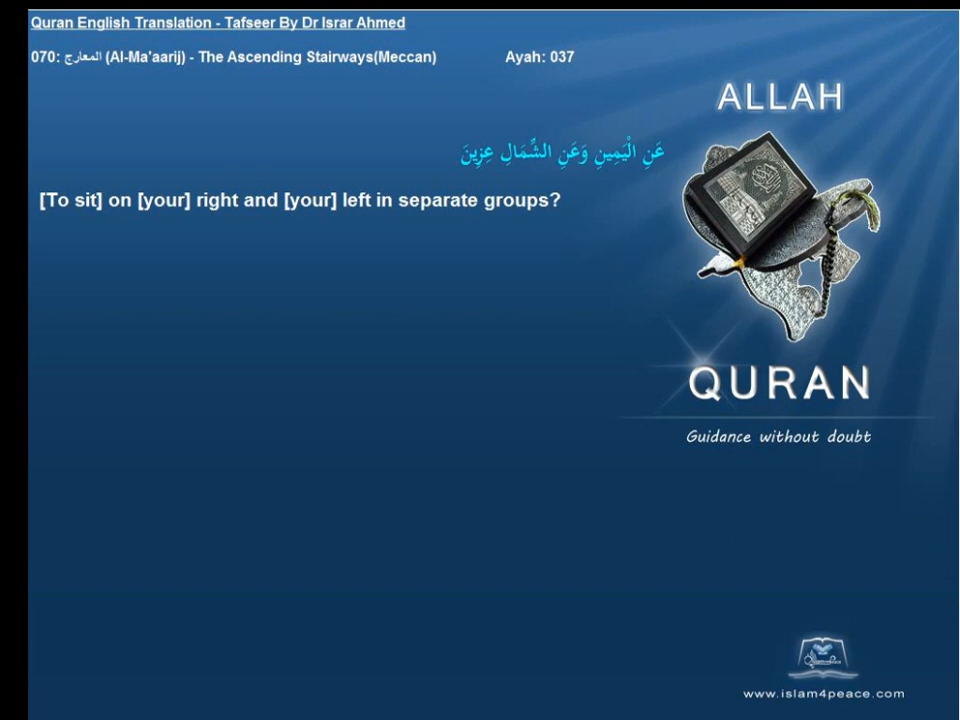 Quran English Translation - Tafseer By Dr Israr Ahmed
070: المعارج (Al-Ma'aarij) - The Ascending Stairways(Meccan) Ayah: 037
ALLAH
عَنِ الْيَمِينِ وَعَنِ الشِّمَالِ عِزِينَ
[To sit] on [your] right and [your] left in separate groups?
QURAN
Guidance without doubt
www.islam4peace.com